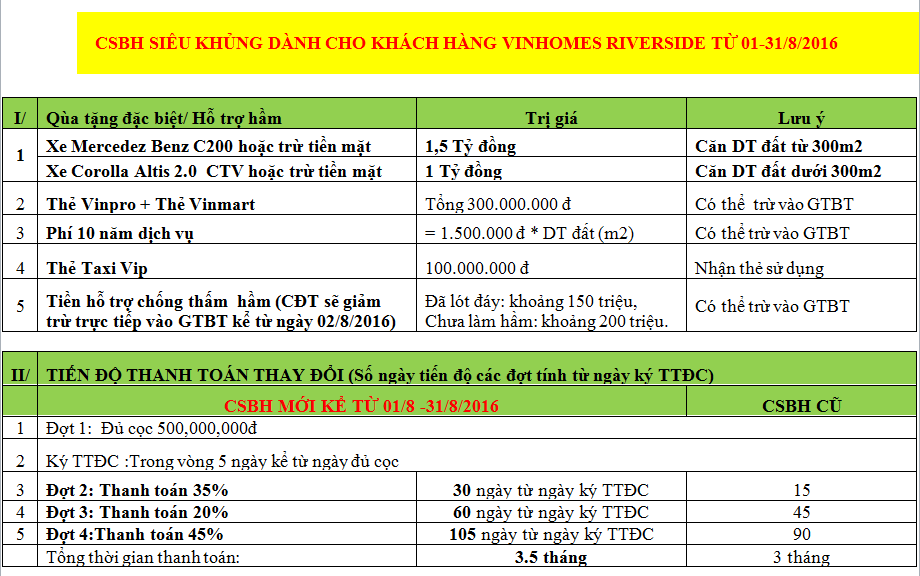 CSBH SIÊU KHỦNG DÀNH CHO KHÁCH HÀNG VINHOMES RIVERSIDE TỪ 01-31/8/2016
I/ Qùa tặng đặc biệt/ Hỗ trợ hầm Trị giá Lưu ý
1 Xe Mercedez Benz C200 hoặc trừ tiền mặt 1,5 Tỷ đồng Căn DT đất từ 300m2
Xe Corolla Altis 2.0 CTV hoặc trừ tiền mặt 1 Tỷ đồng Căn DT đất dưới 300m2
2 Thẻ Vinpro + Thẻ Vinmart Tổng 300.000.000 đ Có thể trừ vào GTBT
3 Phí 10 năm dịch vụ = 1.500.000 đ * DT đất (m2) Có thể trừ vào GTBT
4 Thẻ Taxi Vip 100.000.000 đ Nhận thẻ sử dụng
5 Tiền hỗ trợ chống thấm hầm (CĐT sẽ giảm trừ trực tiếp vào GTBT kể từ ngày 02/8/2016) Đã lót đáy: khoảng 150 triệu, Chưa làm hầm: khoảng 200 triệu. Có thể trừ vào GTBT
II/ TIẾN ĐỘ THANH TOÁN THAY ĐỔI (Số ngày tiến độ các đợt tính từ ngày ký TTĐC)
CSBH MỚI KỂ TỪ 01/8 -31/8/2016 CSBH CŨ
1 Đợt 1: Đủ cọc 500,000,000đ
2 Ký TTĐC :Trong vòng 5 ngày kể từ ngày đủ cọc
3 Đợt 2: Thanh toán 35% 30 ngày từ ngày ký TTĐC 15
4 Đợt 3: Thanh toán 20% 60 ngày từ ngày ký TTĐC 45
5 Đợt 4:Thanh toán 45% 105 ngày từ ngày ký TTĐC 90
Tổng thời gian thanh toán: 3.5 tháng 3 tháng